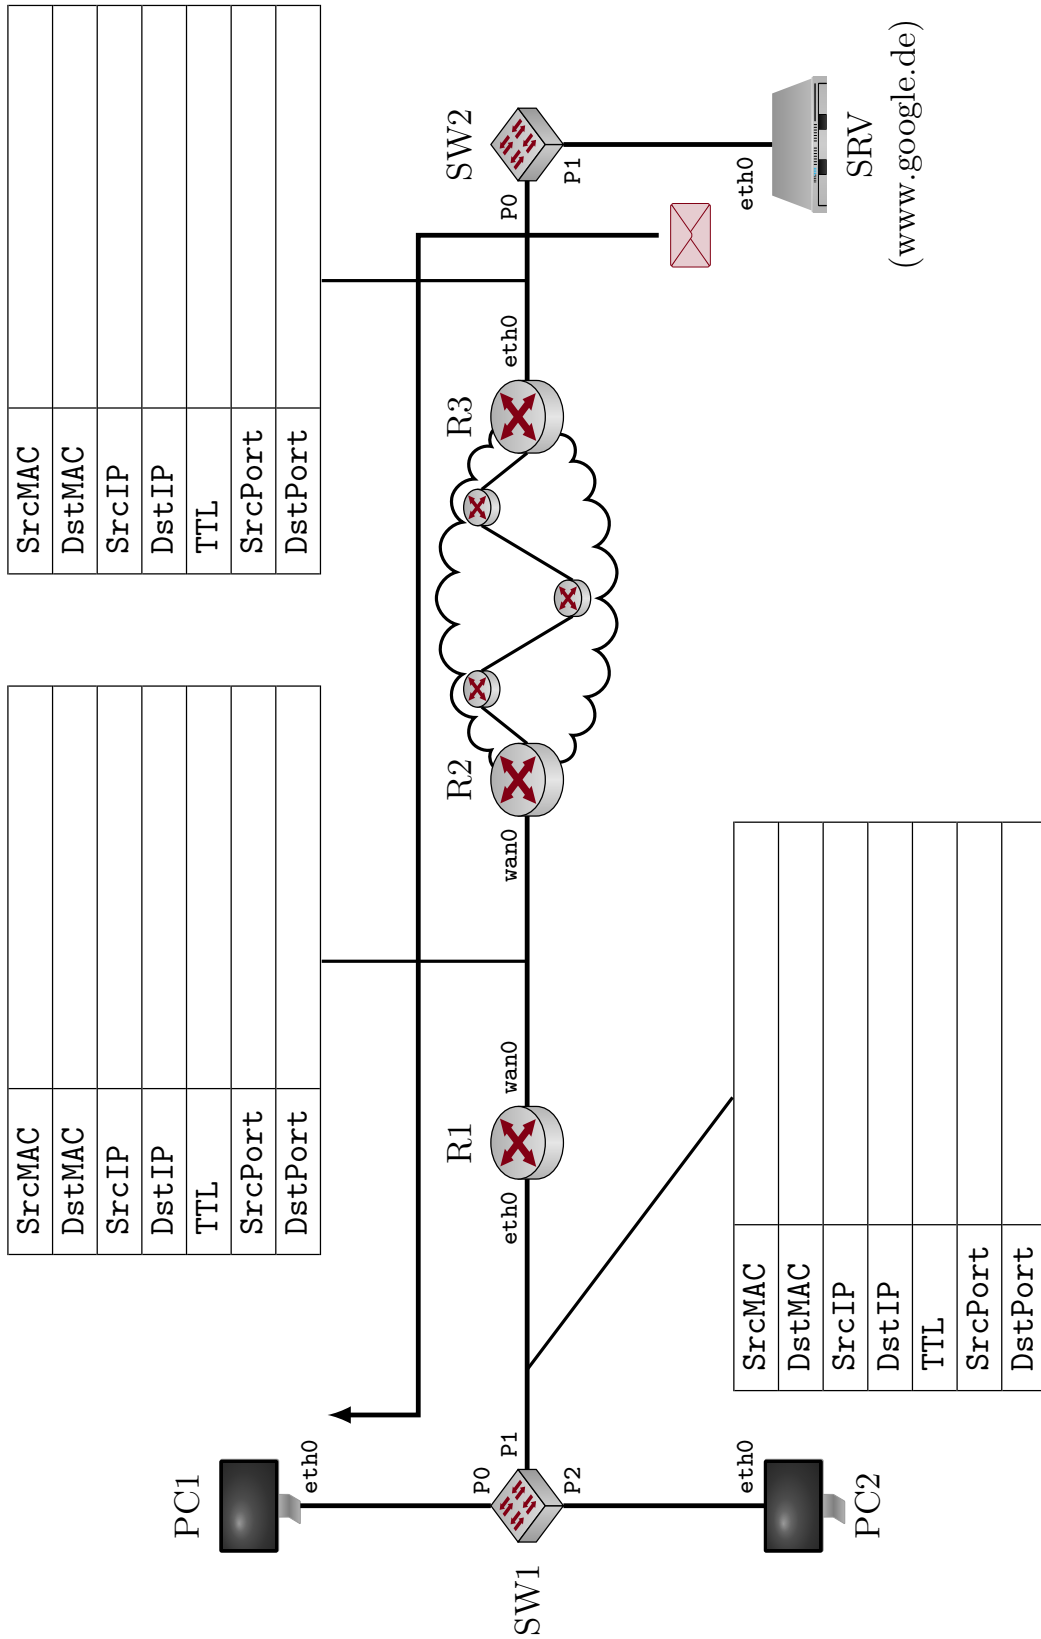 SrcMAC
DstMAC
SrcIP
DstIP
TTL
SrcPort
DstPort
SrcMAC
DstMAC
SrcIP
DstIP
TTL
SrcPort
DstPort
PC1
eth0
SW1
P0
P1
P2
eth0
R1
wan0
wan0
R2
R3
eth0
P0
SW2
P1
eth0
PC2
eth0
SRV
(www.google.de)
SrcMAC
DstMAC
SrcIP
DstIP
TTL
SrcPort
DstPort